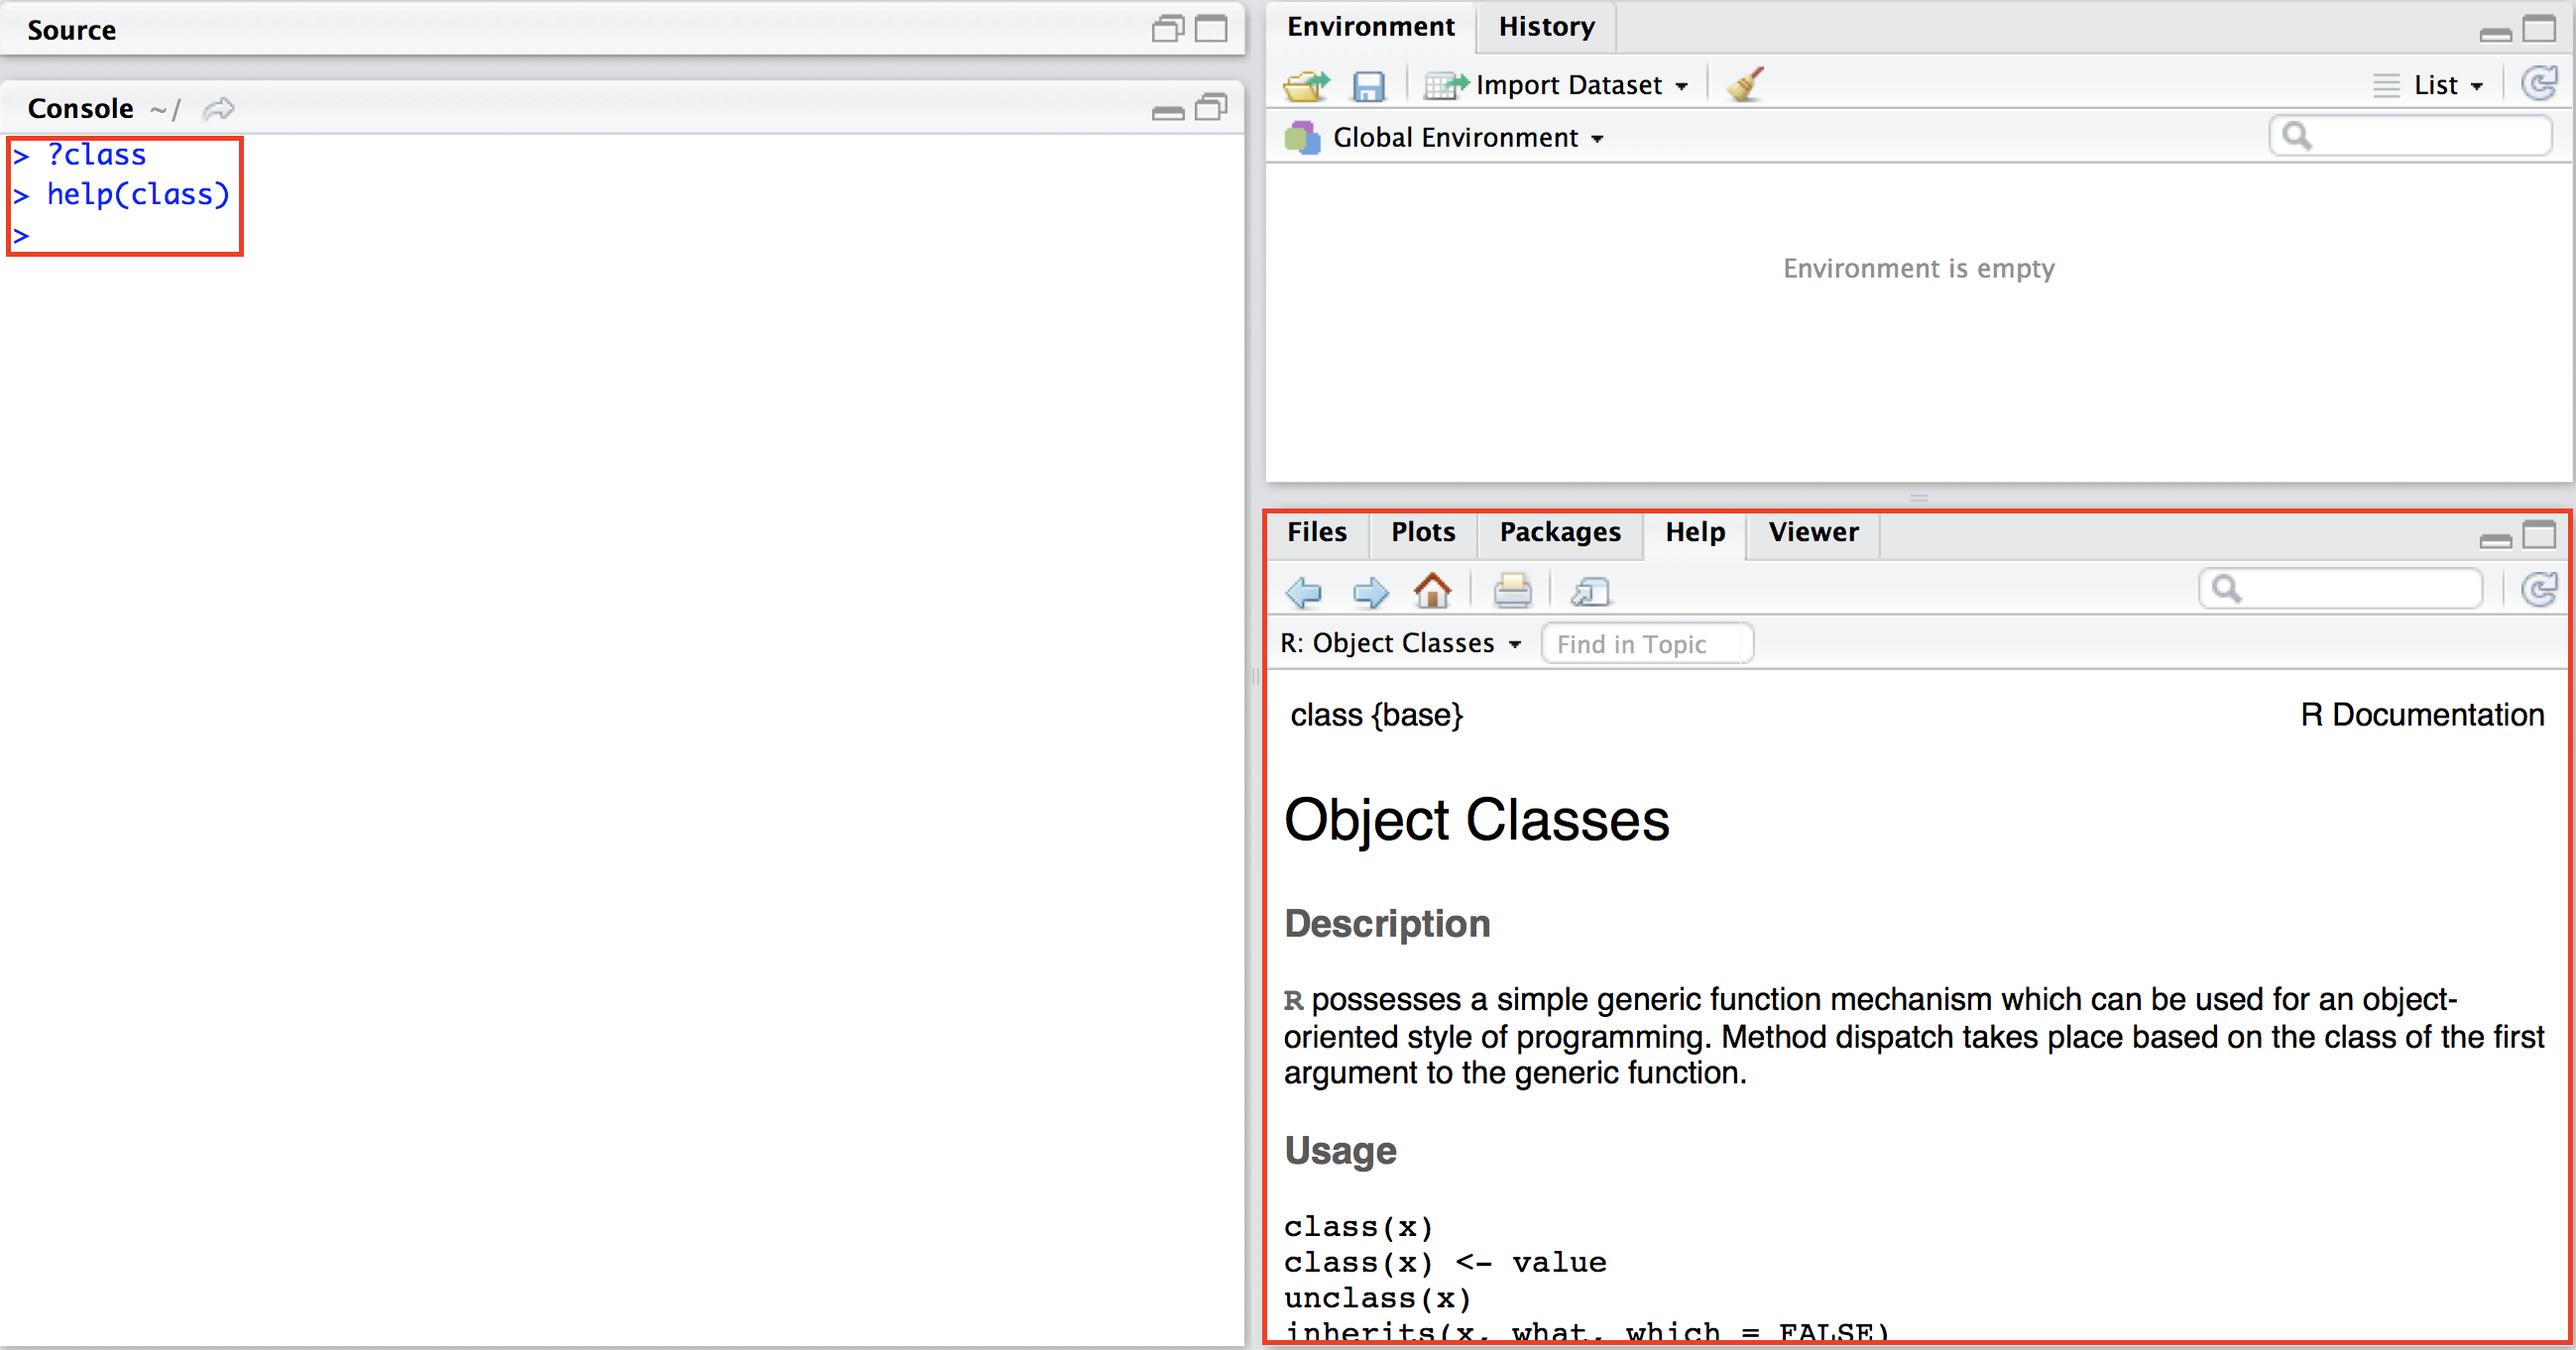 Source
Console ~/
> ?class
> help(class)
>
Environment History
Import Dataset List
Global Environment
Environment is empty
Files Plots Packages Help Viewer
R: Object Classes Find in Topic
class {base} R Documentation
Object Classes
Description
R possesses a simple generic function mechanism which can be used for an object-
oriented style of programming. Method dispatch takes place based on the class of the first
argument to the generic function.
Usage
class(x)
class(x) <- value
unclass(x)
inherits(x, what, which = FALSE)